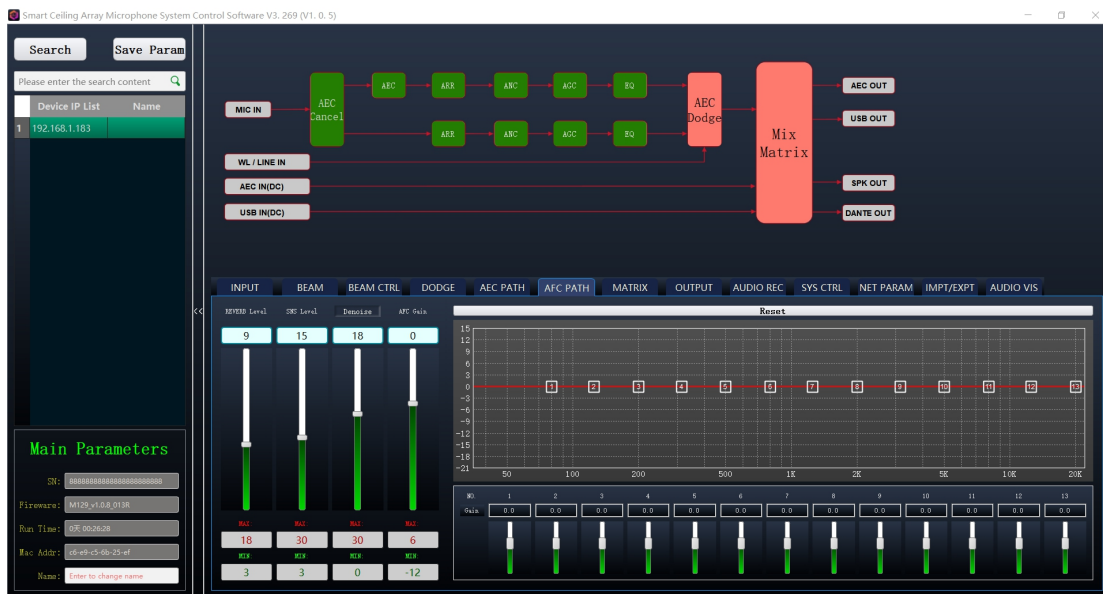 Smart Ceiling Array Microphone System Control Software V3. 269 (V1. 0. 5)
Search
Save Param
Please enter the search content
Device IP List Name
1 192.168.1.183
Main Parameters
SN: 8888888888888888888888888
Fireware: M129_v1.0.8_013R
Run Time: 0天 00:26:28
Mac Addr: c6-e9-c5-6b-25-ef
Name: Enter to change name
<<
MIC IN
AEC Cancel
AEC ARR ANC AGC EQ
ARR ANC AGC EQ
AEC Dodge
Mix Matrix
WL / LINE IN
AEC IN(DC)
USB IN(DC)
AEC OUT
USB OUT
SPK OUT
DANTE OUT
INPUT BEAM BEAM CTRL DODGE AEC PATH AFC PATH MATRIX OUTPUT AUDIO REC SYS CTRL NET PARAM IMPT/EXPT AUDIO VIS
REVERB Level SNS Level Denoise AFC Gain
9 15 18 0
MAX MAX MAX MAX
18 30 30 6
MIN MIN MIN MIN
3 3 0 -12
Reset
15
12
9
6
3
0
-3
-6
-9
-12
-15
-18
-21
1 2 3 4 5 6 7 8 9 10 11 12 13
50 100 200 500 1K 2K 5K 10K 20K
NO. 1 2 3 4 5 6 7 8 9 10 11 12 13
Gain 0.0 0.0 0.0 0.0 0.0 0.0 0.0 0.0 0.0 0.0 0.0 0.0 0.0